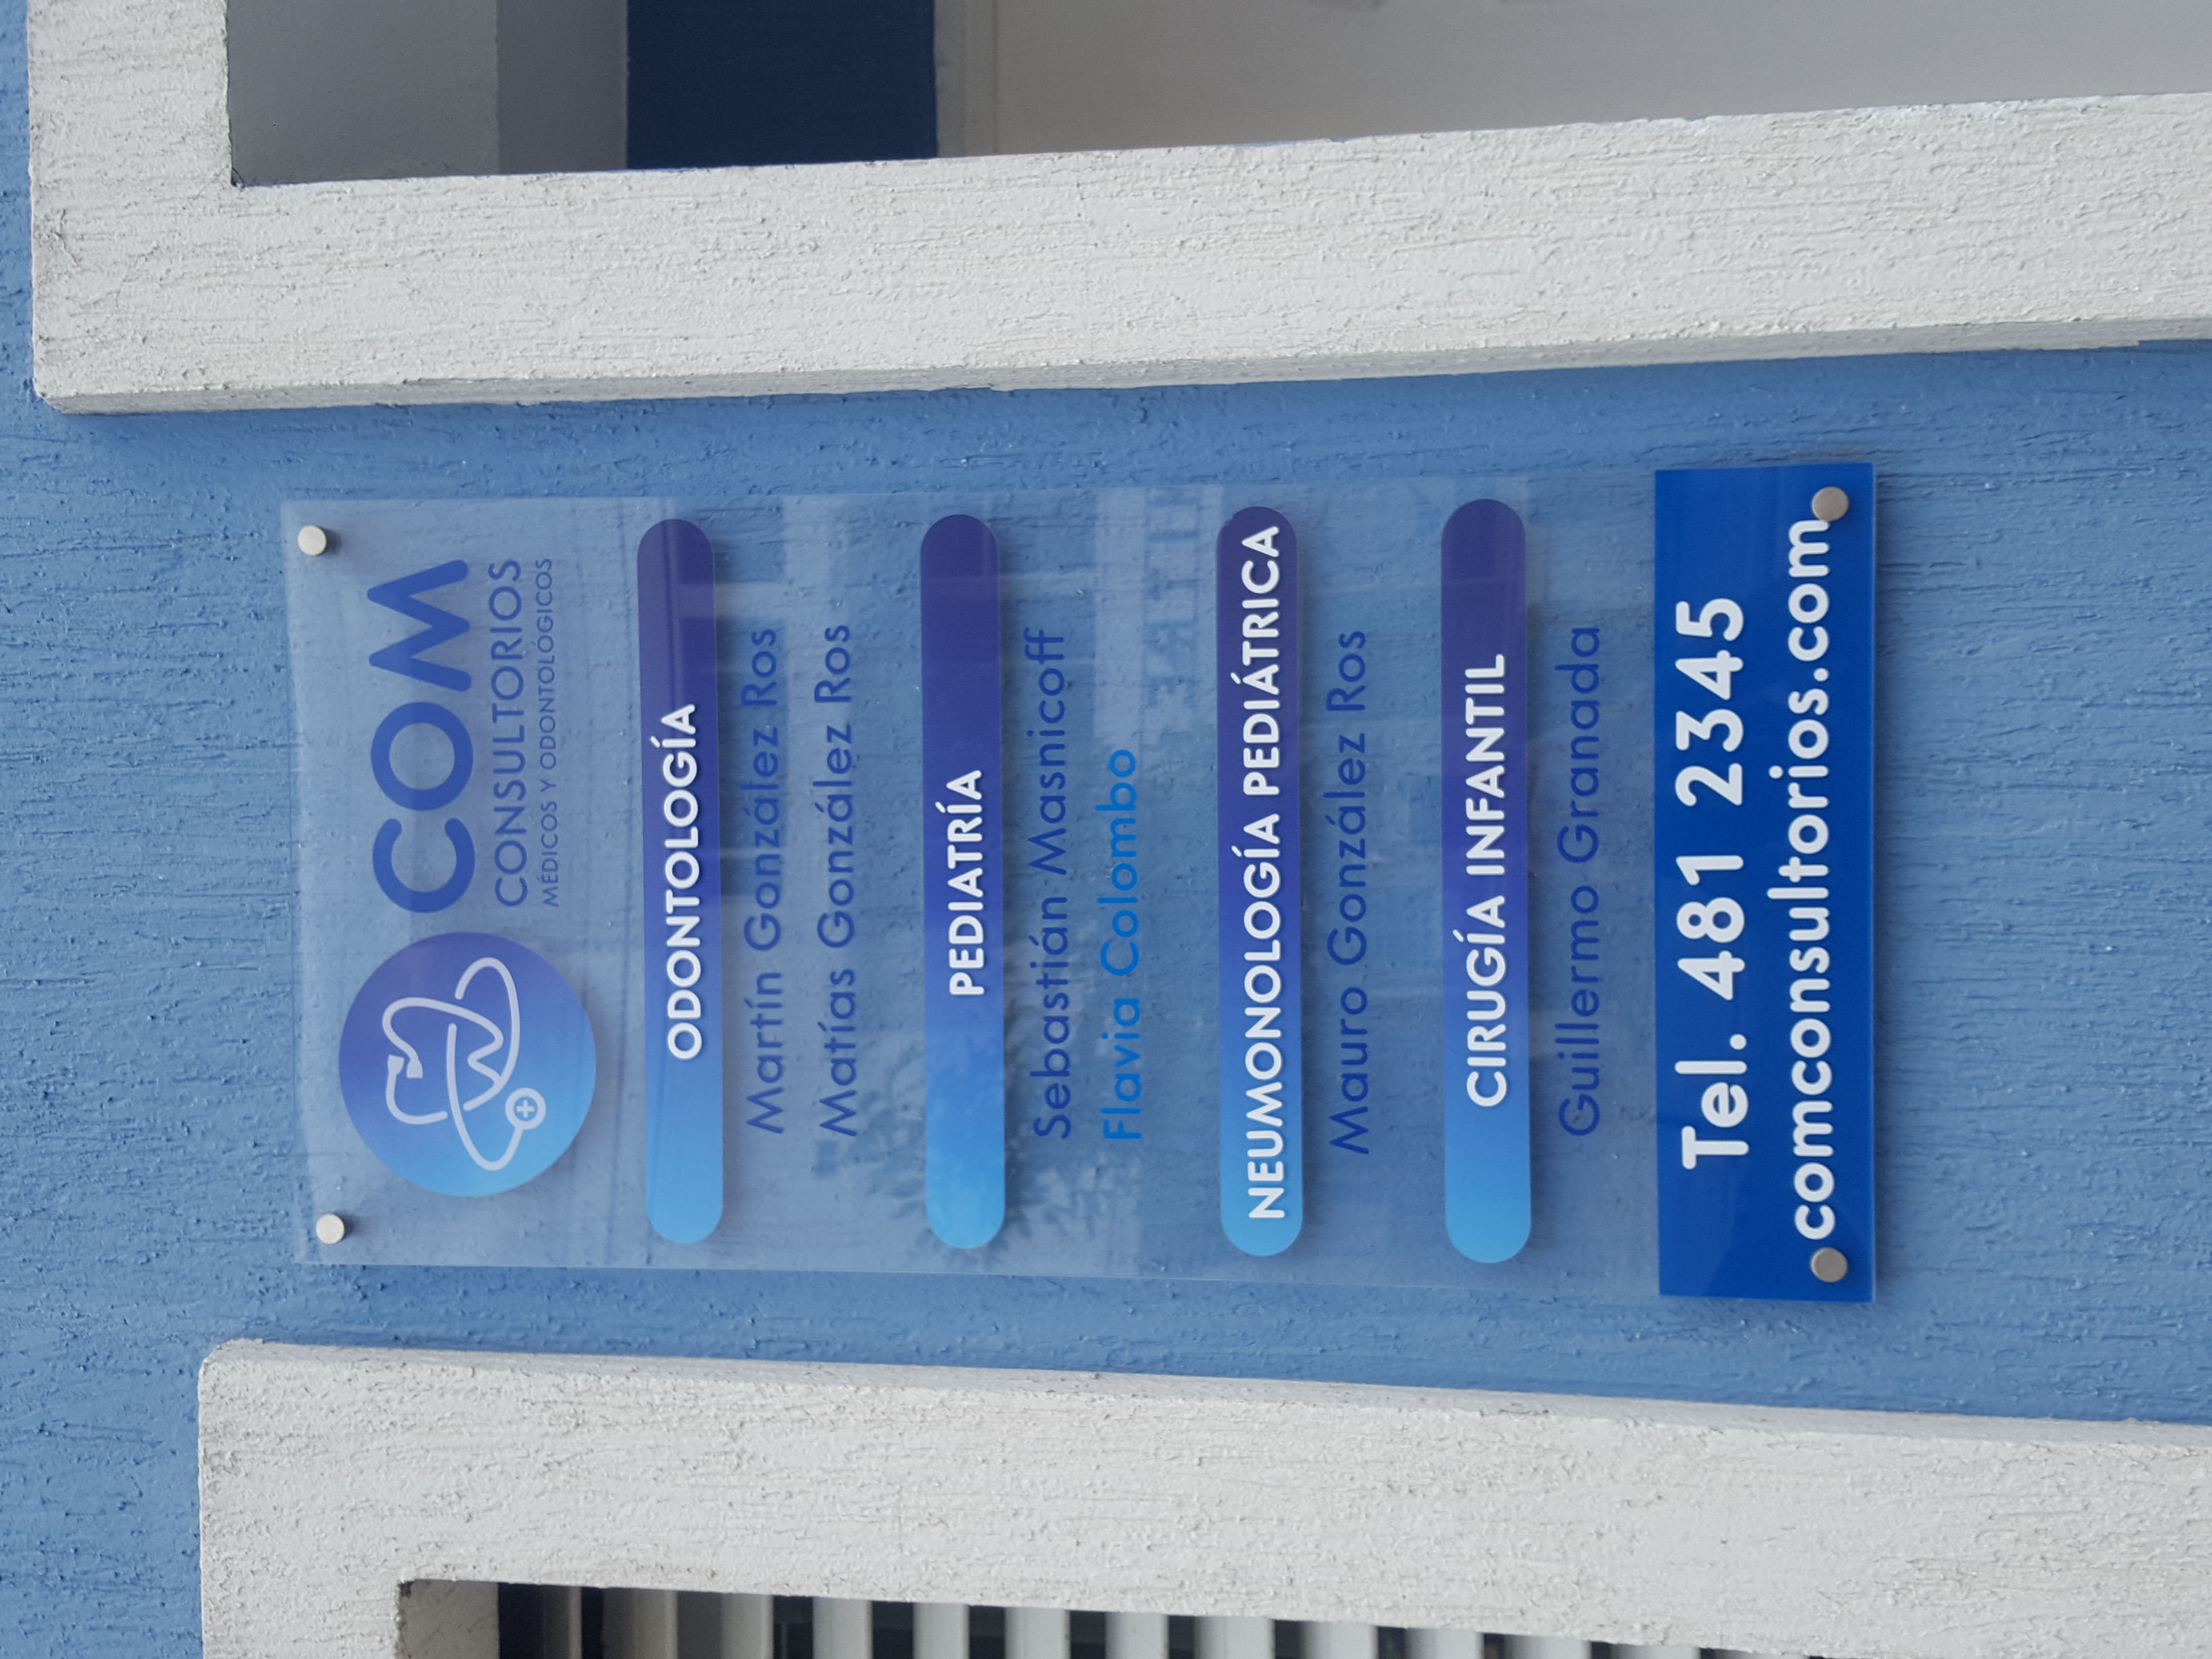 COM
CONSULTORIOS
MÉDICOS Y ODONTOLÓGICOS
ODONTOLOGÍA
Martín González Ros
Matías González Ros
PEDIATRÍA
Sebastián Masnicoff
Flavia Colombo
NEUMONOLOGÍA PEDIÁTRICA
Mauro González Ros
CIRUGÍA INFANTIL
Guillermo Granada
Tel. 481 2345
comconsultorios.com